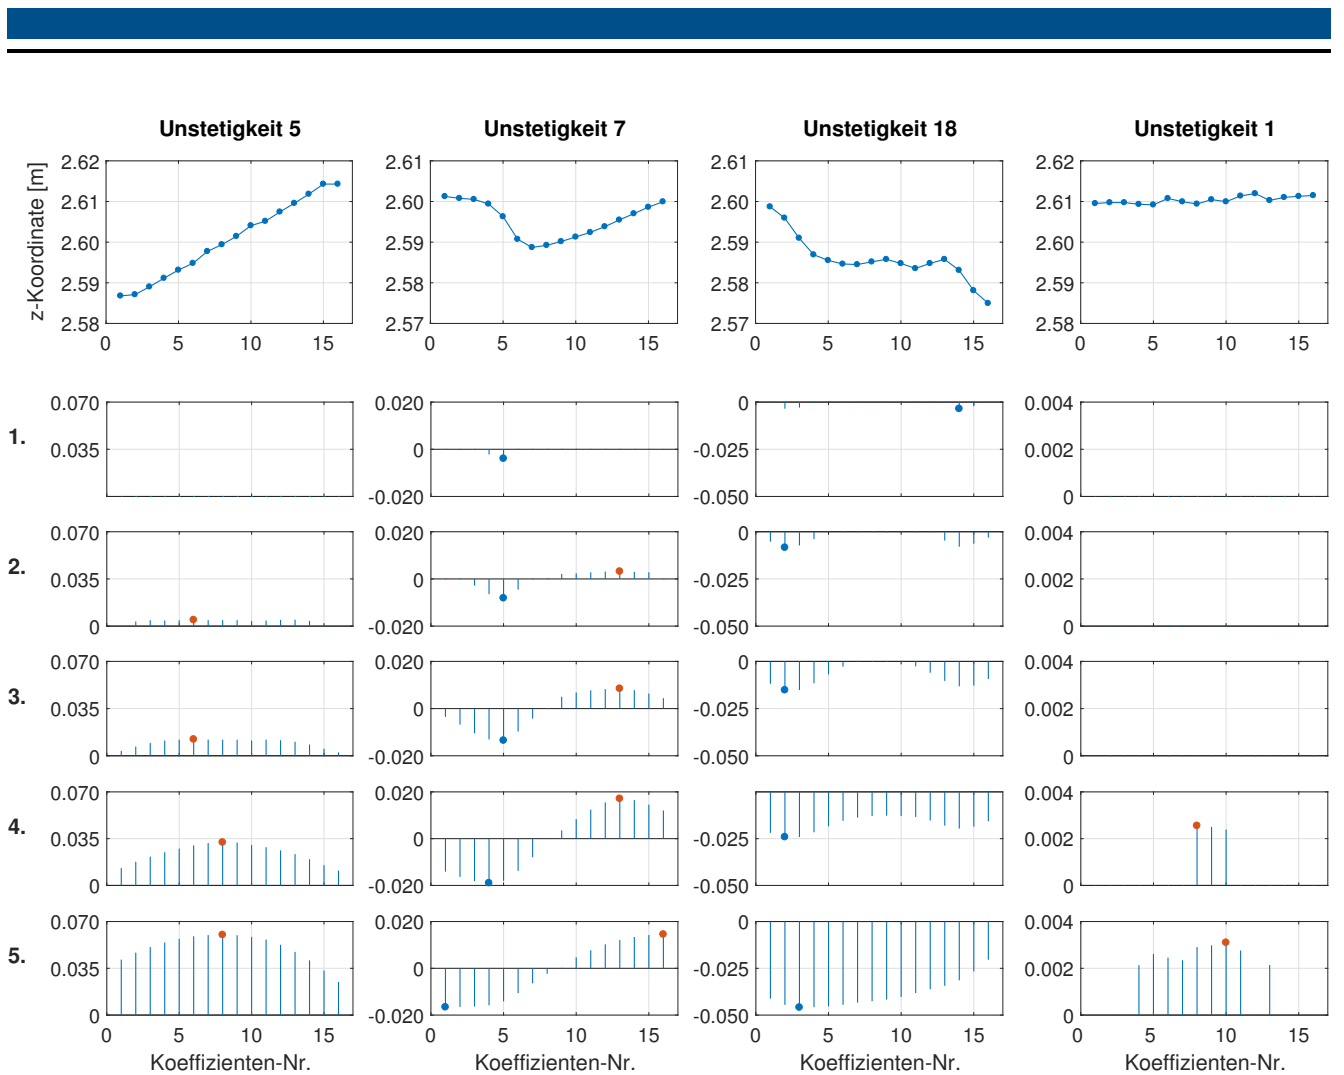 Unstetigkeit 5 Unstetigkeit 7 Unstetigkeit 18 Unstetigkeit 1
z-Koordinate [m]
2.62 2.61 2.61 2.62
2.61 2.60 2.60 2.61
2.60 2.59 2.59 2.60
2.59 2.58 2.58 2.59
2.58 2.57 2.57 2.58
0 5 10 15 0 5 10 15 0 5 10 15 0 5 10 15
1.
0.070 0.020 0 0.004
0.035 0 -0.025 0.002
-0.020 -0.050 0
2.
0.070 0.020 0 0.004
0.035 0 -0.025 0.002
0 -0.020 -0.050 0
3.
0.070 0.020 0 0.004
0.035 0 -0.025 0.002
0 -0.020 -0.050 0
4.
0.070 0.020 0.004
0.035 0 -0.025 0.002
0 -0.020 -0.050 0
5.
0.070 0.020 0 0.004
0.035 0 -0.025 0.002
0 -0.020 -0.050 0
0 5 10 15 0 5 10 15 0 5 10 15 0 5 10 15
Koeffizienten-Nr. Koeffizienten-Nr. Koeffizienten-Nr. Koeffizienten-Nr.